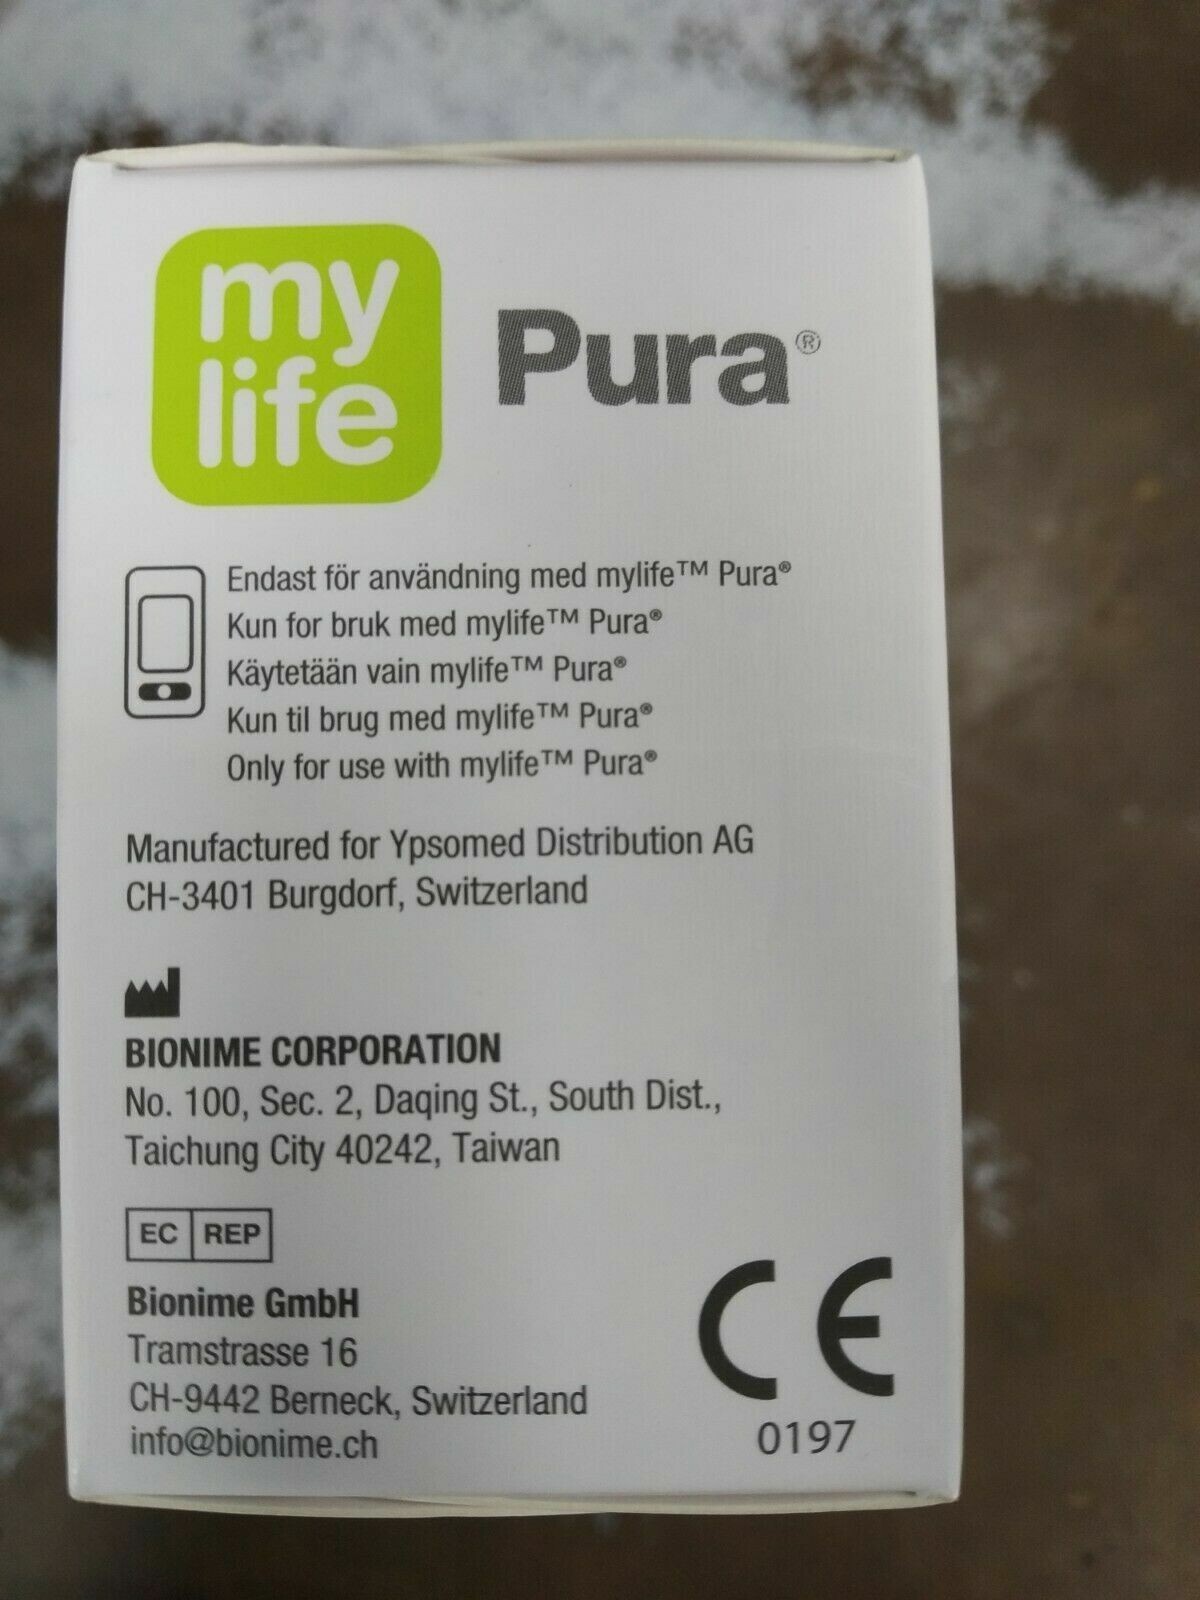 my
life
Pura®
Endast för användning med mylife™ Pura®
Kun for bruk med mylife™ Pura®
Käytetään vain mylife™ Pura®
Kun til brug med mylife™ Pura®
Only for use with mylife™ Pura®
Manufactured for Ypsomed Distribution AG
CH-3401 Burgdorf, Switzerland
BIONIME CORPORATION
No. 100, Sec. 2, Daqing St., South Dist.,
Taichung City 40242, Taiwan
EC REP
Bionime GmbH
Tramstrasse 16
CH-9442 Berneck, Switzerland
info@bionime.ch
CE
0197